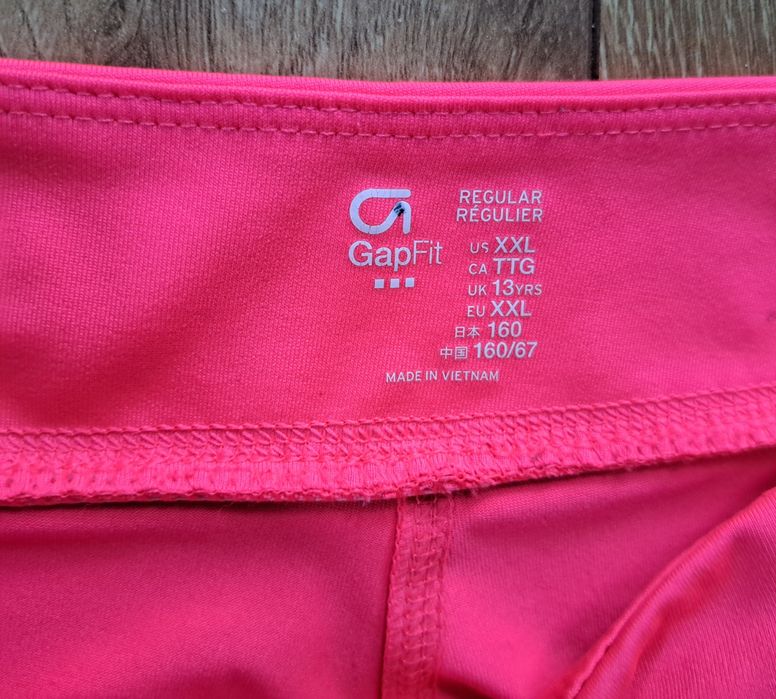 GapFit
REGULAR
RÉGULIER
US XXL
CA TTG
UK 13YRS
EU XXL
日本 160
中国 160/67
MADE IN VIETNAM